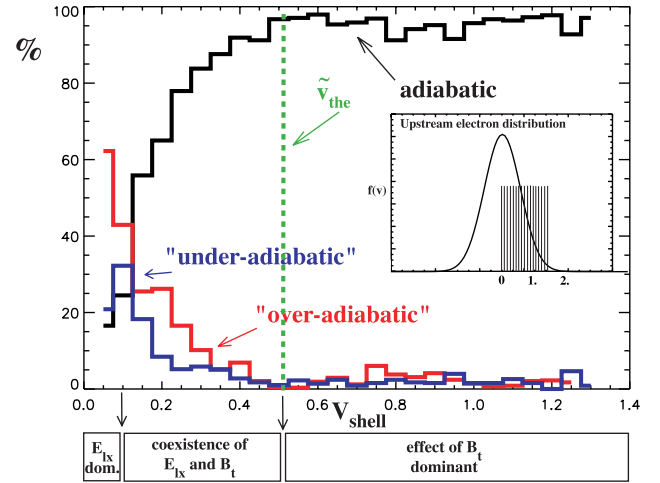 100
80
60
40
20
0
%
ṽthe
adiabatic
Upstream electron distribution
f(v)
0 1. 2.
"under-adiabatic"
"over-adiabatic"
0.0 0.2 0.4 0.6 0.8 1.0 1.2 1.4
Vshell
Elx
dom.
coexistence of
Elx and Bt
effect of Bt
dominant